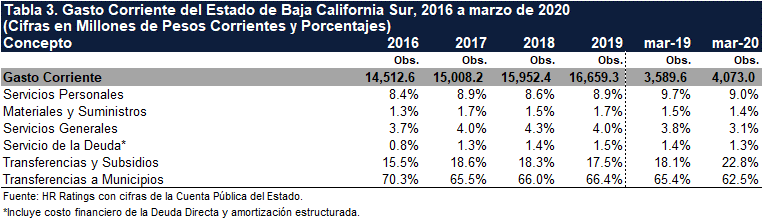 Tabla 3. Gasto Corriente del Estado de Baja California Sur, 2016 a marzo de 2020
(Cifras en Millones de Pesos Corrientes y Porcentajes)
Concepto 2016 2017 2018 2019 mar-19 mar-20
Obs. Obs. Obs. Obs. Obs. Obs.
Gasto Corriente 14,512.6 15,008.2 15,952.4 16,659.3 3,589.6 4,073.0
Servicios Personales 8.4% 8.9% 8.6% 8.9% 9.7% 9.0%
Materiales y Suministros 1.3% 1.7% 1.5% 1.7% 1.5% 1.4%
Servicios Generales 3.7% 4.0% 4.3% 4.0% 3.8% 3.1%
Servicio de la Deuda* 0.8% 1.3% 1.4% 1.5% 1.4% 1.3%
Transferencias y Subsidios 15.5% 18.6% 18.3% 17.5% 18.1% 22.8%
Transferencias a Municipios 70.3% 65.5% 66.0% 66.4% 65.4% 62.5%
Fuente: HR Ratings con cifras de la Cuenta Pública del Estado.
*Incluye costo financiero de la Deuda Directa y amortización estructurada.